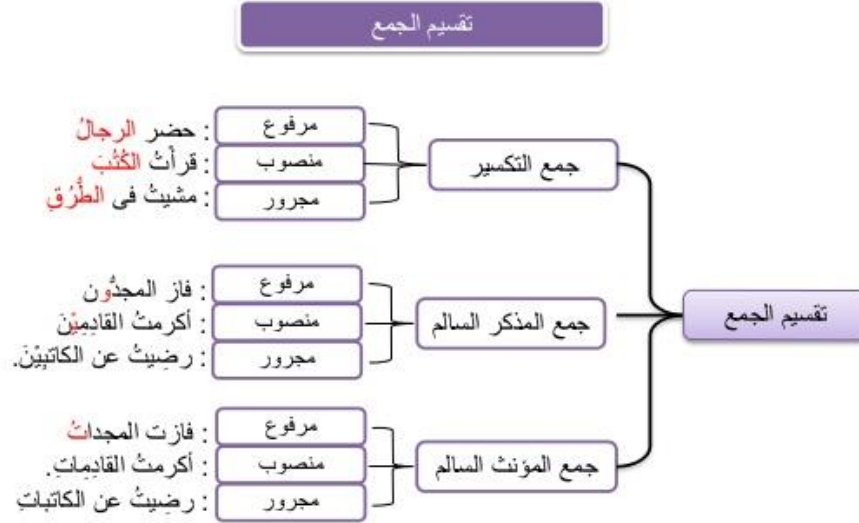 تقسيم الجمع
تقسيم الجمع
جمع التكسير
مرفوع : حضر الرجالُ
منصوب : قرأتُ الكُتُبَ
مجرور : مشيتُ فى الطُّرُقِ
جمع المذكر السالم
مرفوع : فاز المجدُّون
منصوب : أكرمتُ القادِمِيْنَ
مجرور : رضِيتُ عن الكاتبِيْنَ.
جمع المؤنث السالم
مرفوع : فازت المجداتُ
منصوب : أكرمتُ القادِماتِ.
مجرور : رضِيتُ عن الكاتباتِ